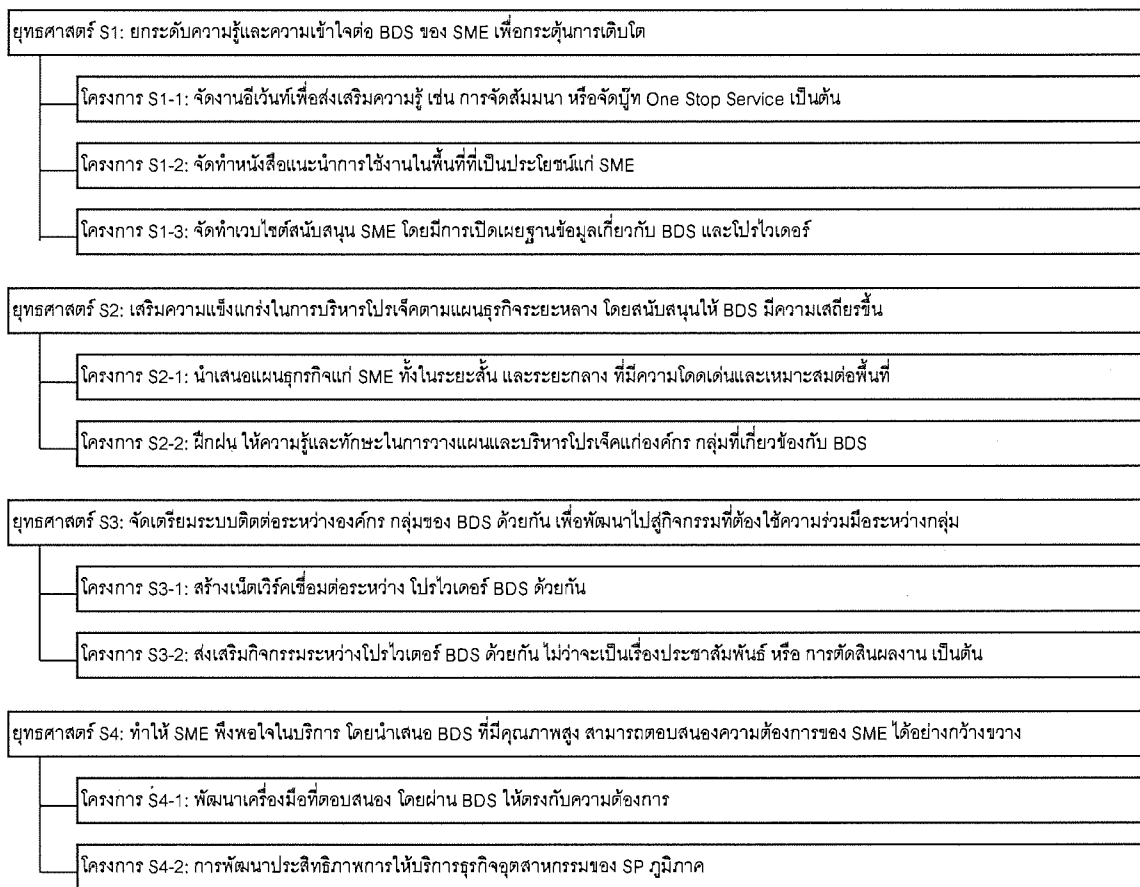 ยุทธศาสตร์ S1: ยกระดับความรู้และความเข้าใจต่อ BDS ของ SME เพื่อกระตุ้นการเติบโต
โครงการ S1-1: จัดงานอีเว้นท์เพื่อส่งเสริมความรู้ เช่น การจัดสัมมนา หรือจัดบู๊ท One Stop Service เป็นต้น
โครงการ S1-2: จัดทำหนังสือแนะนำการใช้งานในพื้นที่ที่เป็นประโยชน์แก่ SME
โครงการ S1-3: จัดทำเวบไซต์สนับสนุน SME โดยมีการเปิดเผยฐานข้อมูลเกี่ยวกับ BDS และโปรไวเดอร์
ยุทธศาสตร์ S2: เสริมความแข็งแกร่งในการบริหารโปรเจ็คตามแผนธุรกิจระยะหลาง โดยสนับสนุนให้ BDS มีความเสถียรขึ้น
โครงการ S2-1: นำเสนอแผนธุกรกิจแก่ SME ทั้งในระยะสั้น และระยะกลาง ที่มีความโดดเด่นและเหมาะสมต่อพื้นที่
โครงการ S2-2: ฝึกฝน ให้ความรู้และทักษะในการวางแผนและบริหารโปรเจ็คแก่องค์กร กลุ่มที่เกี่ยวข้องกับ BDS
ยุทธศาสตร์ S3: จัดเตรียมระบบติดต่อระหว่างองค์กร กลุ่มของ BDS ด้วยกัน เพื่อพัฒนาไปสู่กิจกรรมที่ต้องใช้ความร่วมมือระหว่างกลุ่ม
โครงการ S3-1: สร้างเน็ตเวิร์คเชื่อมต่อระหว่าง โปรไวเดอร์ BDS ด้วยกัน
โครงการ S3-2: ส่งเสริมกิจกรรมระหว่างโปรไวเตอร์ BDS ด้วยกัน ไม่ว่าจะเป็นเรื่องประชาสัมพันธ์ หรือ การตัดสินผลงาน เป็นต้น
ยุทธศาสตร์ S4: ทำให้ SME พึงพอใจในบริการ โดยนำเสนอ BDS ที่มีคุณภาพสูง สามารถตอบสนองความต้องการของ SME ได้อย่างกว้างขวาง
โครงการ S4-1: พัฒนาเครื่องมือที่ตอบสนอง โดยผ่าน BDS ให้ตรงกับความต้องการ
โครงการ S4-2: การพัฒนาประสิทธิภาพการให้บริการธุรกิจอุตสาหกรรมของ SP ภูมิภาค